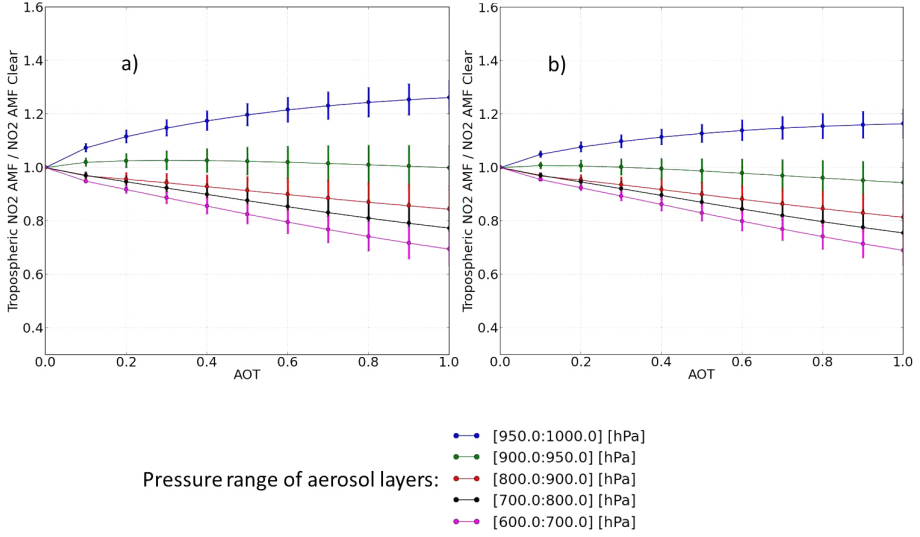 1.6
1.4
1.2
1.0
0.8
0.6
0.4
Tropospheric NO2 AMF / NO2 AMF Clear
a)
0.0 0.2 0.4 0.6 0.8 1.0
AOT
1.6
1.4
1.2
1.0
0.8
0.6
0.4
Tropospheric NO2 AMF / NO2 AMF Clear
b)
0.0 0.2 0.4 0.6 0.8 1.0
AOT
Pressure range of aerosol layers:
[950.0:1000.0] [hPa]
[900.0:950.0] [hPa]
[800.0:900.0] [hPa]
[700.0:800.0] [hPa]
[600.0:700.0] [hPa]